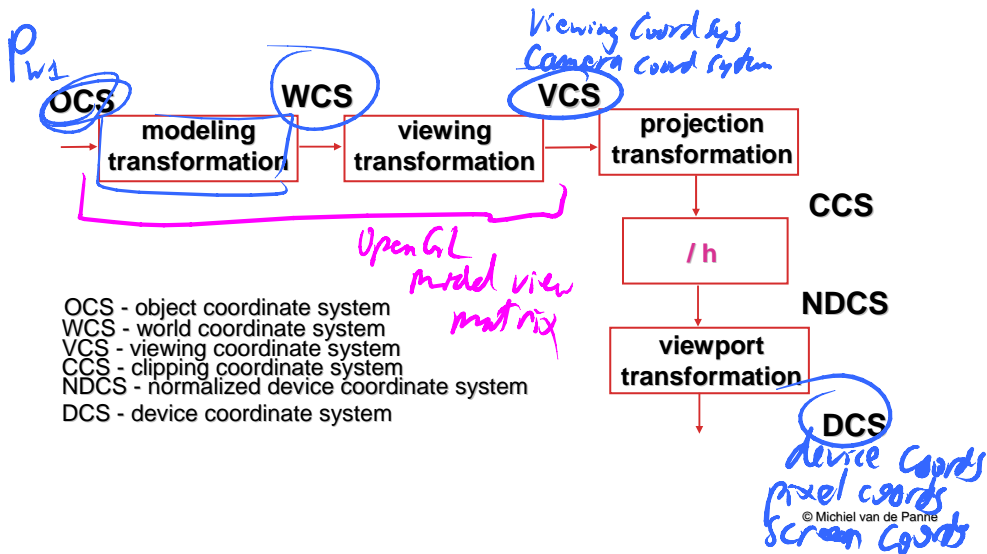 Viewing Coord sys
Camera coord system
P W1
OCS
WCS
VCS
modeling
transformation
viewing
transformation
projection
transformation
CCS
/ h
OpenGL
model view
matrix
NDCS
OCS - object coordinate system
WCS - world coordinate system
VCS - viewing coordinate system
CCS - clipping coordinate system
NDCS - normalized device coordinate system
DCS - device coordinate system
viewport
transformation
DCS
device coords
pixel coords
© Michiel van de Panne
screen coords